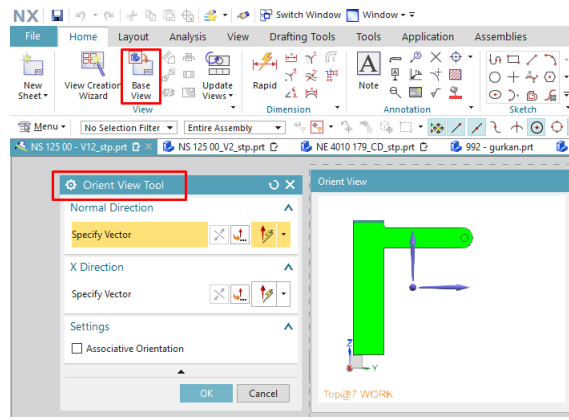 NX Switch Window Window
File Home Layout Analysis View Drafting Tools Tools Application Assemblies
New Sheet
View Creation Wizard
Base View
Update Views
Rapid
Note
View Dimension Annotation Sketch
Menu No Selection Filter Entire Assembly
NS 125 00 - V12_stp.prt NS 125 00_V2_stp.prt NE 4010 179_CD_stp.prt 992 - gurkan.prt
Orient View Tool
Orient View
Normal Direction
Specify Vector
X Direction
Specify Vector
Settings
Associative Orientation
OK Cancel
Z
Y
Top@7 WORK